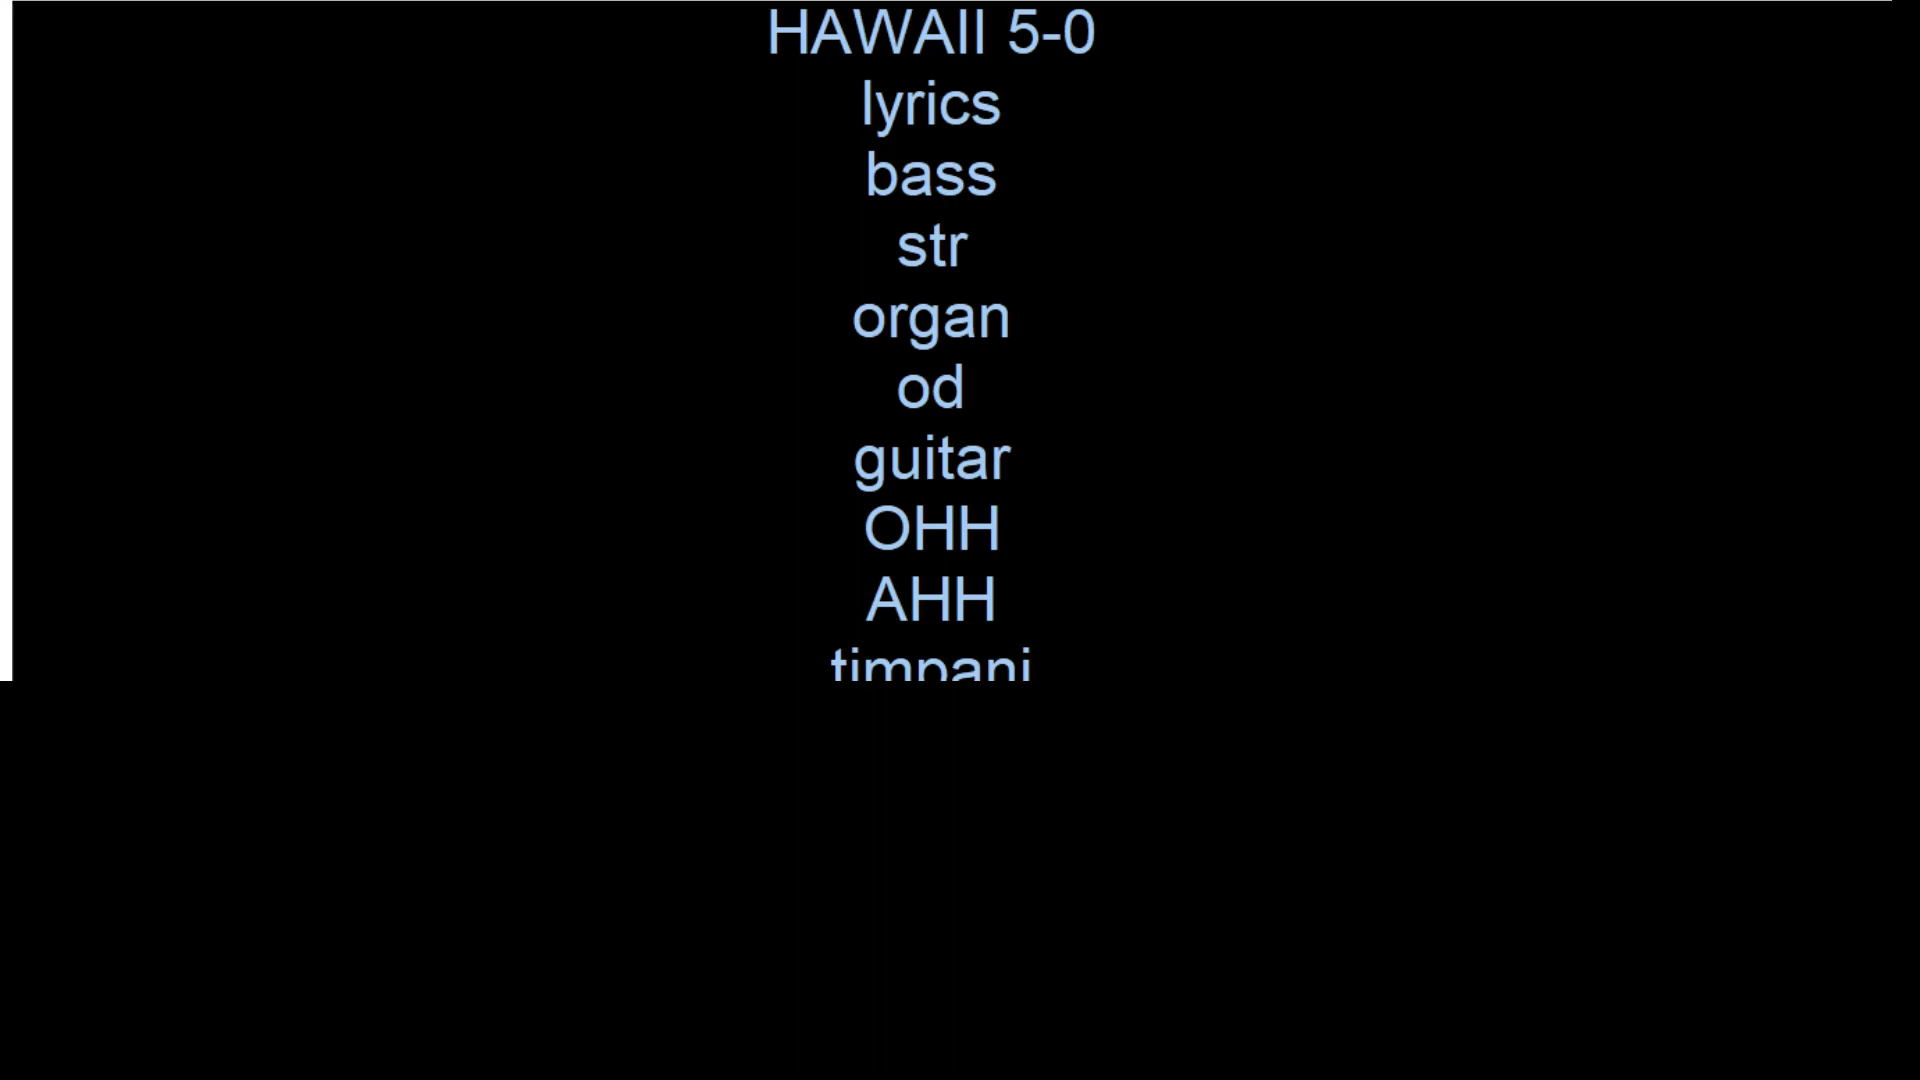 HAWAII 5-0
lyrics
bass
str
organ
od
guitar
OHH
AHH
timpani